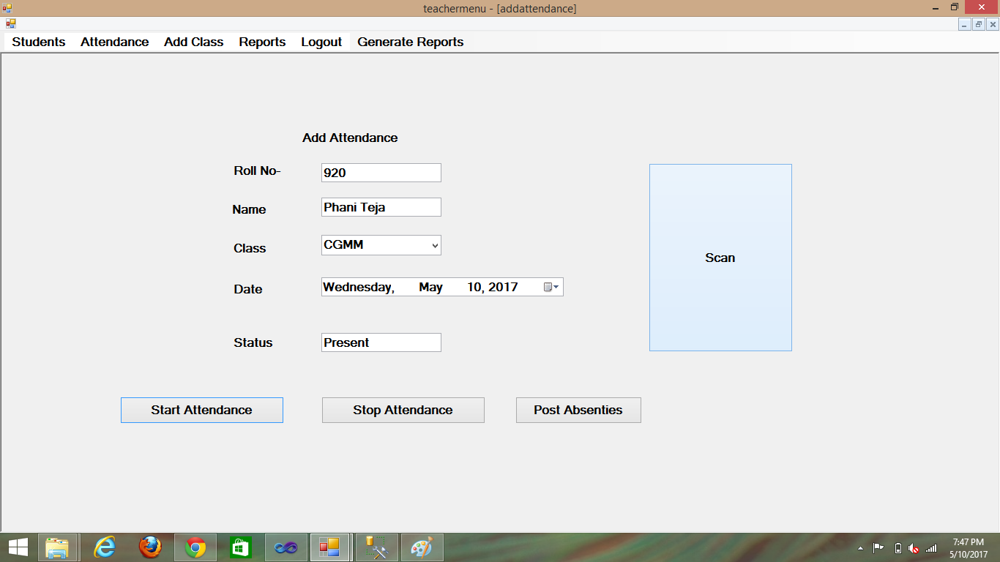 teachermenu - [addattendance]
Students Attendance Add Class Reports Logout Generate Reports
Add Attendance
Roll No- 920
Name Phani Teja
Class CGMM
Date Wednesday, May 10, 2017
Status Present
Scan
Start Attendance Stop Attendance Post Absenties
7:47 PM
5/10/2017